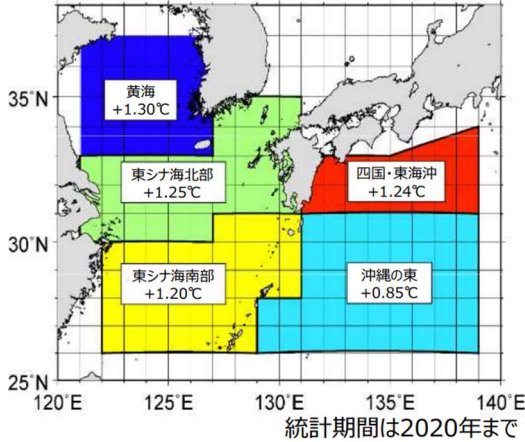 黄海
+1.30℃
35°N
東シナ海北部
+1.25℃
四国・東海沖
+1.24℃
30°N
東シナ海南部
+1.20℃
沖縄の東
+0.85℃
25°N
120°E 125°E 130°E 135°E 140°E
統計期間は2020年まで